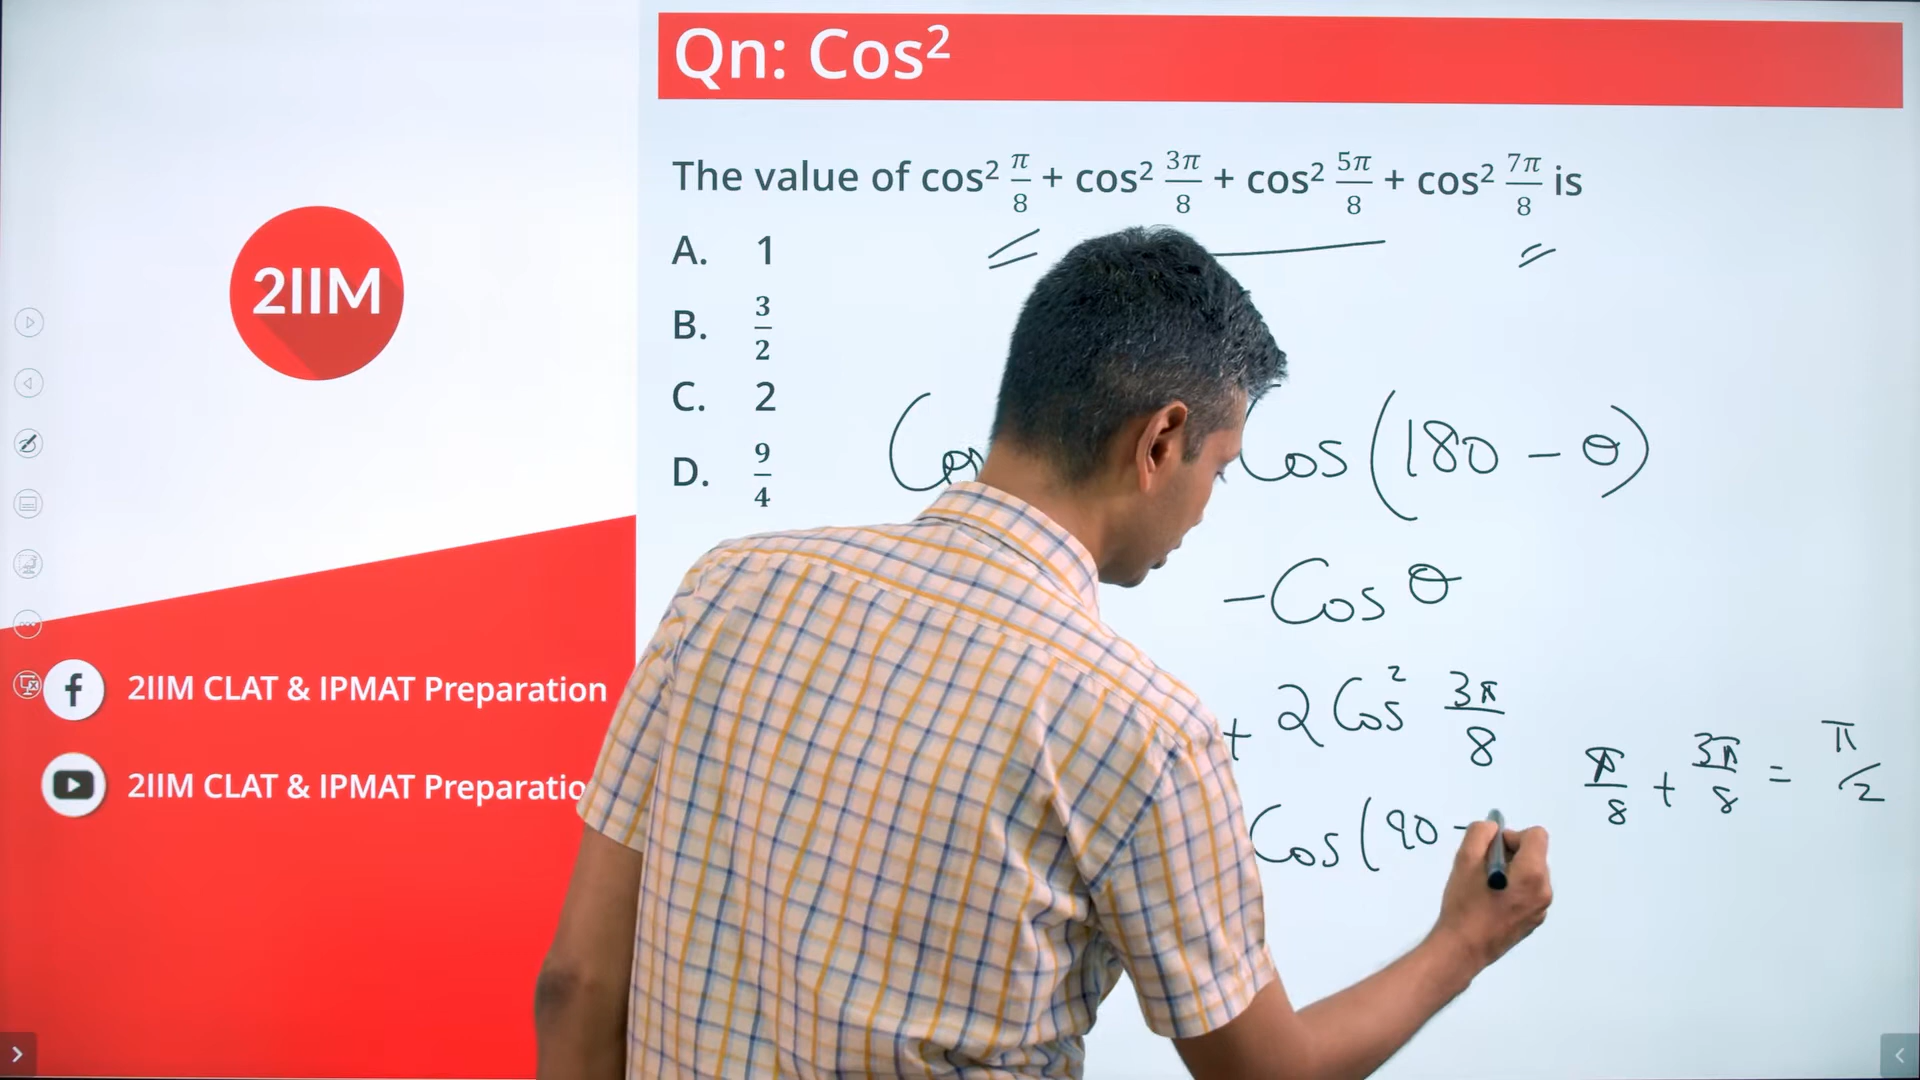 Qn: Cos²
The value of cos² π/8 + cos² 3π/8 + cos² 5π/8 + cos² 7π/8 is
A. 1
B. 3/2
C. 2
D. 9/4
2IIM
Cos(180 - θ)
-Cos θ
+ 2Cos² 3π/8
π/8 + 3π/8 = π/2
Cos(90 -
2IIM CLAT & IPMAT Preparation
2IIM CLAT & IPMAT Preparatio